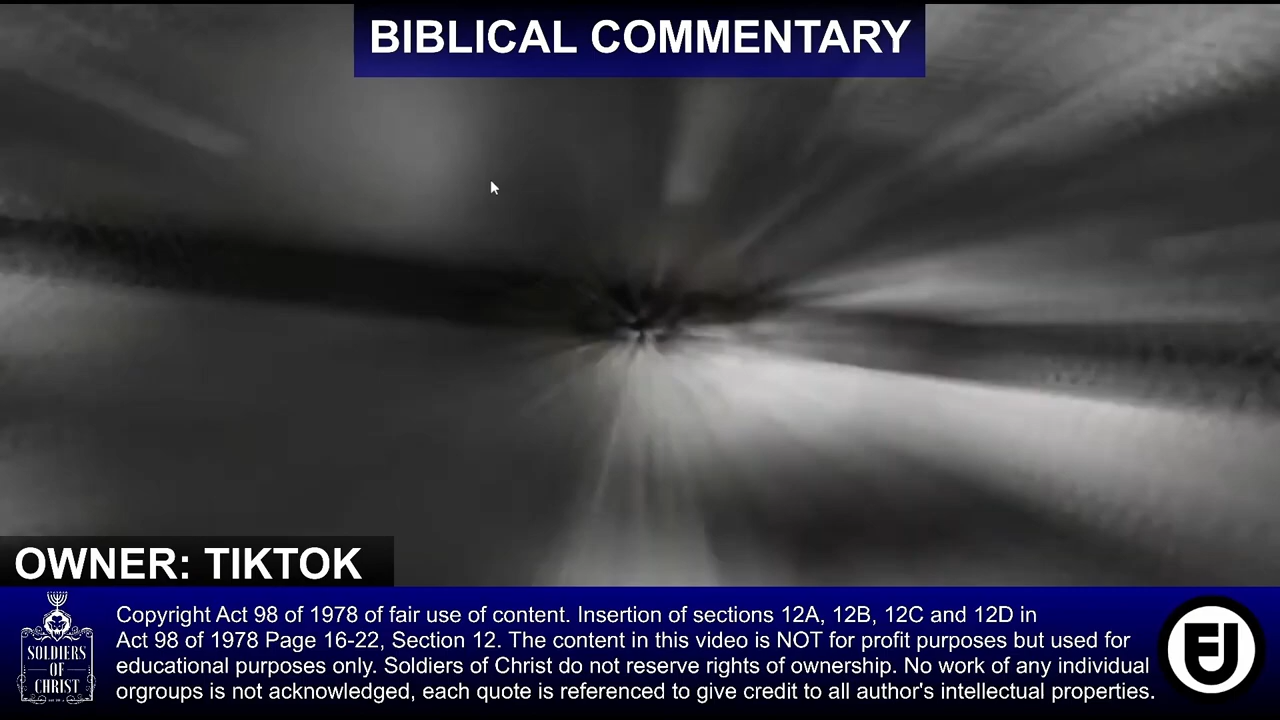 BIBLICAL COMMENTARY
OWNER: TIKTOK
Copyright Act 98 of 1978 of fair use of content. Insertion of sections 12A, 12B, 12C and 12D in
Act 98 of 1978 Page 16-22, Section 12. The content in this video is NOT for profit purposes but used for
educational purposes only. Soldiers of Christ do not reserve rights of ownership. No work of any individual
orgroups is not acknowledged, each quote is referenced to give credit to all author's intellectual properties.
SOLDIERS
OF
CHRIST